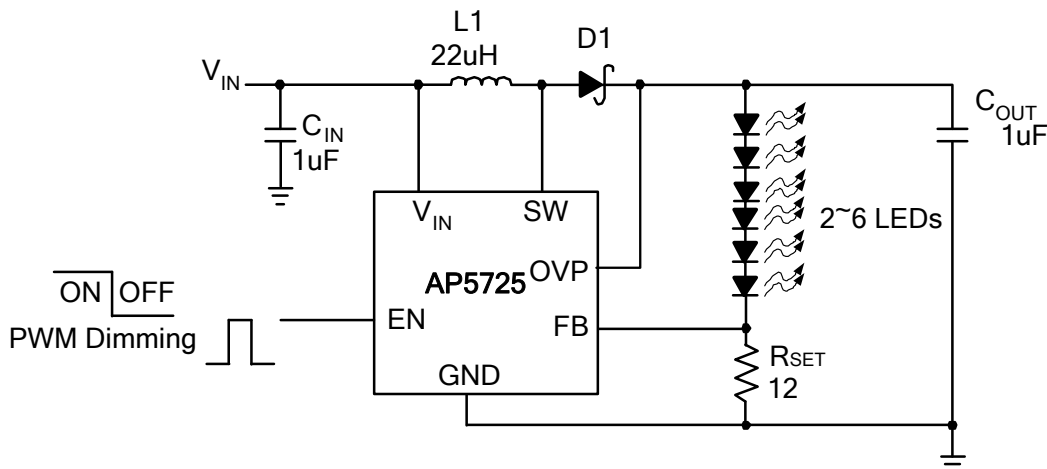 L1
22uH
D1
VIN
CIN
1uF
COUT
1uF
VIN
SW
2~6 LEDs
OVP
AP5725
ON OFF
PWM Dimming
EN
FB
GND
RSET
12